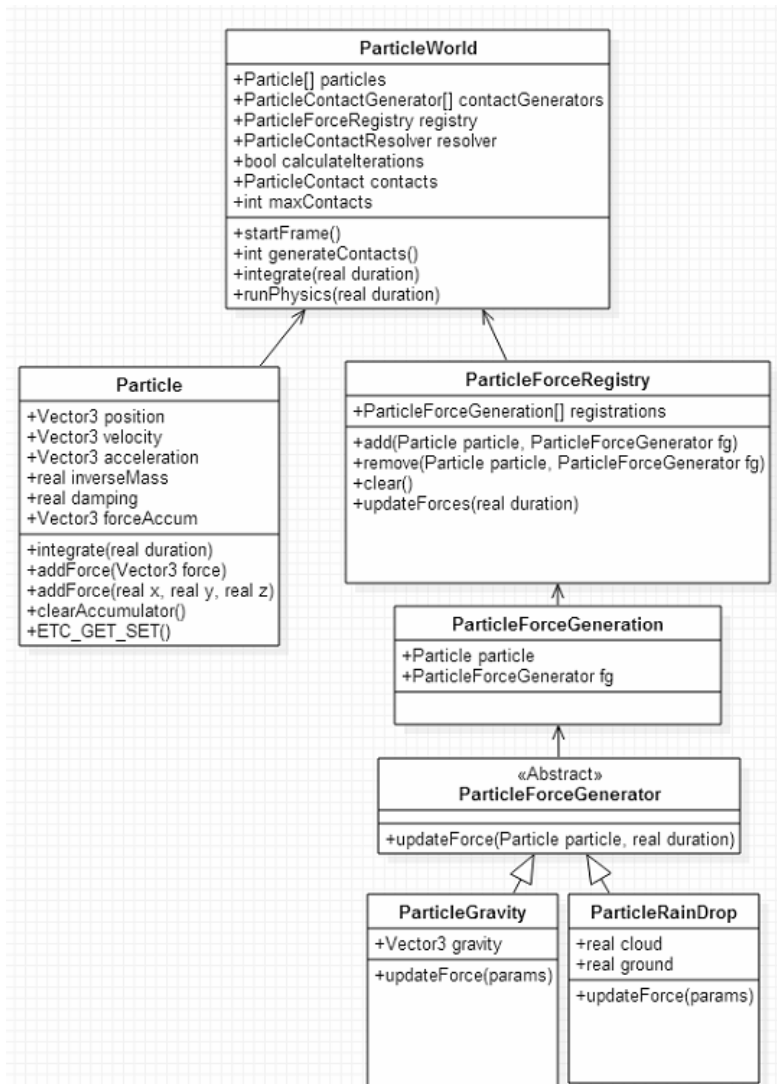 ParticleWorld
+Particle[] particles
+ParticleContactGenerator[] contactGenerators
+ParticleForceRegistry registry
+ParticleContactResolver resolver
+bool calculateIterations
+ParticleContact contacts
+int maxContacts
+startFrame()
+int generateContacts()
+integrate(real duration)
+runPhysics(real duration)
Particle
+Vector3 position
+Vector3 velocity
+Vector3 acceleration
+real inverseMass
+real damping
+Vector3 forceAccum
+integrate(real duration)
+addForce(Vector3 force)
+addForce(real x, real y, real z)
+clearAccumulator()
+ETC_GET_SET()
ParticleForceRegistry
+ParticleForceGeneration[] registrations
+add(Particle particle, ParticleForceGenerator fg)
+remove(Particle particle, ParticleForceGenerator fg)
+clear()
+updateForces(real duration)
ParticleForceGeneration
+Particle particle
+ParticleForceGenerator fg
«Abstract»
ParticleForceGenerator
+updateForce(Particle particle, real duration)
ParticleGravity
+Vector3 gravity
+updateForce(params)
ParticleRainDrop
+real cloud
+real ground
+updateForce(params)